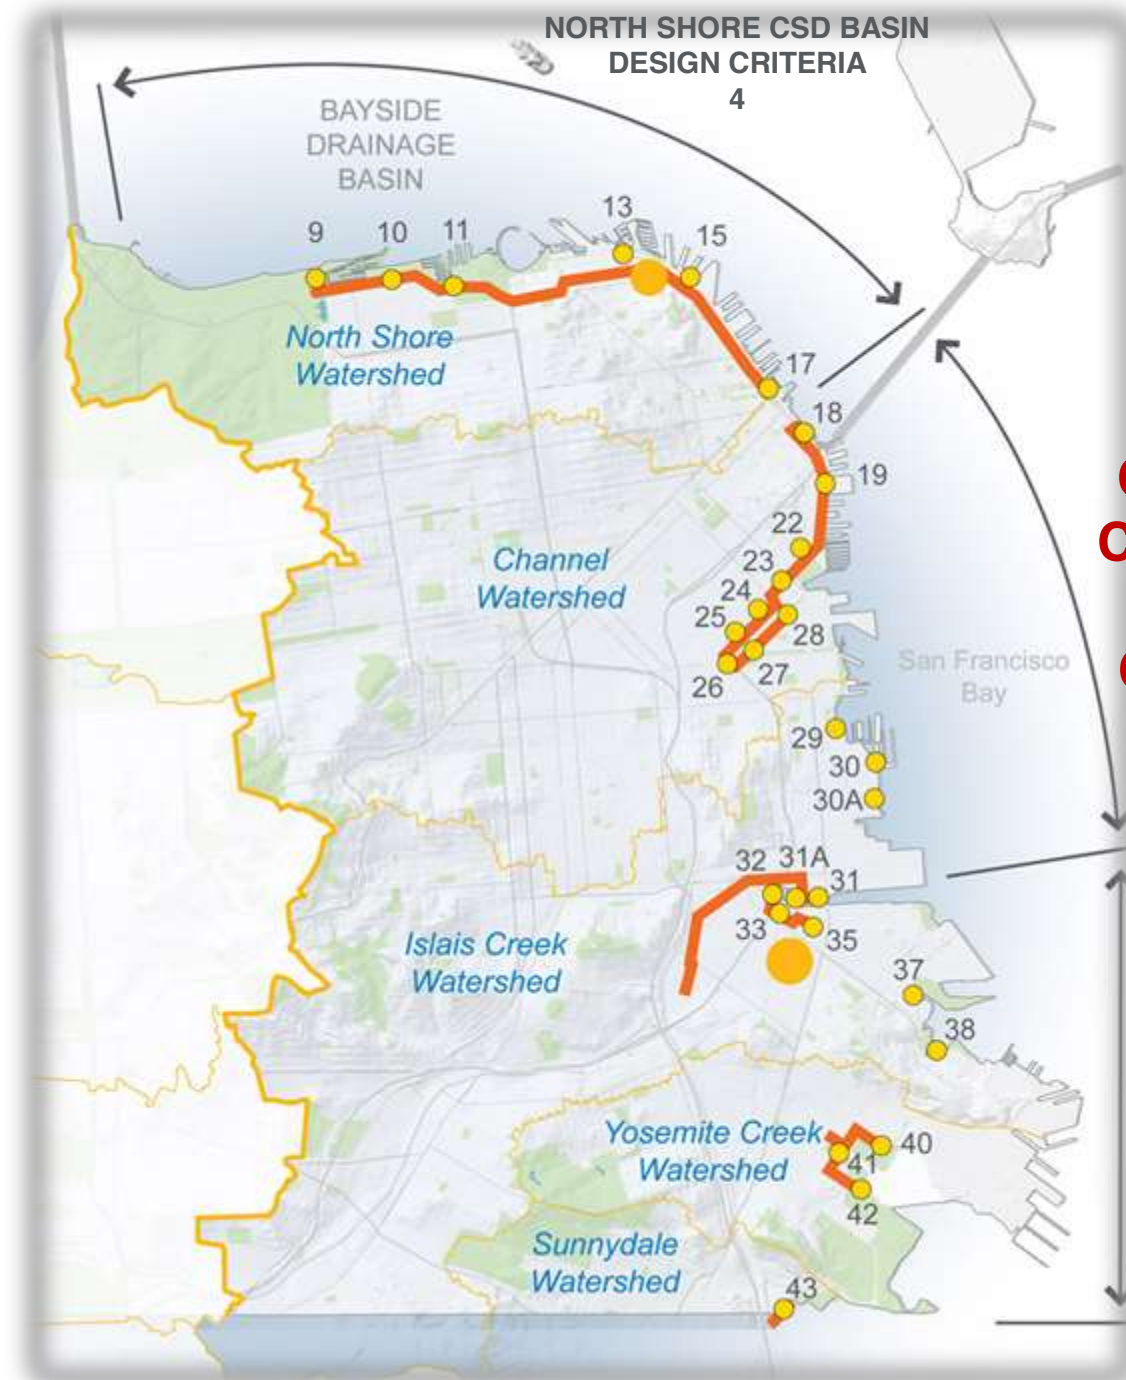 NORTH SHORE CSD BASIN
DESIGN CRITERIA
4
BAYSIDE
DRAINAGE
BASIN
9
10
11
13
15
North Shore
Watershed
17
18
19
Channel
Watershed
22
23
24
25
26
27
28
San Francisco
Bay
29
30
30A
32
31A
31
33
35
Islais Creek
Watershed
37
38
Yosemite Creek
Watershed
40
41
42
Sunnydale
Watershed
43